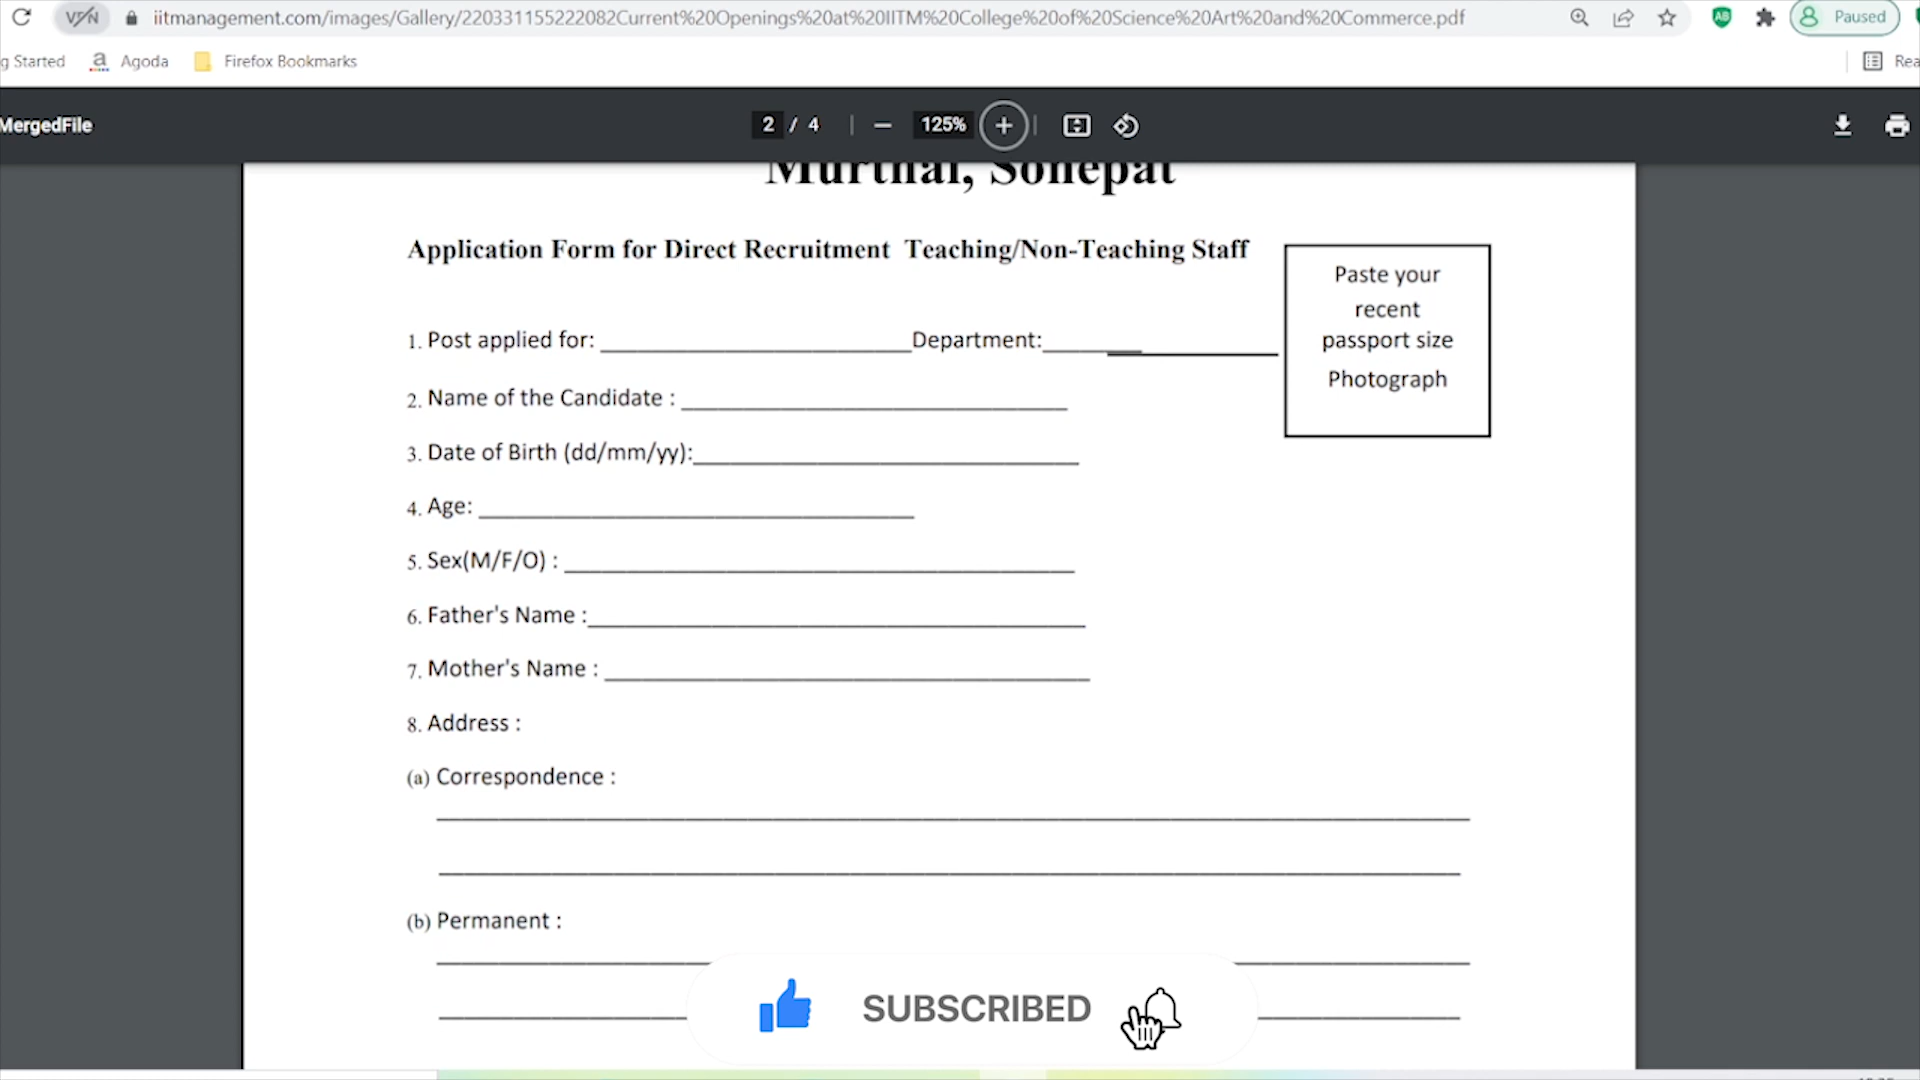 VPN iitmanagement.com/images/Gallery/220331155222082Current%20Openings%20at%20IITM%20College%20of%20Science%20Art%20and%20Commerce.pdf Paused
g Started Agoda Firefox Bookmarks Rea
MergedFile 2 / 4 125%
Murthal, Sonepat
Application Form for Direct Recruitment Teaching/Non-Teaching Staff
Paste your
recent
passport size
Photograph
1. Post applied for: Department:
2. Name of the Candidate :
3. Date of Birth (dd/mm/yy):
4. Age:
5. Sex(M/F/O) :
6. Father's Name :
7. Mother's Name :
8. Address :
(a) Correspondence :
(b) Permanent :
SUBSCRIBED